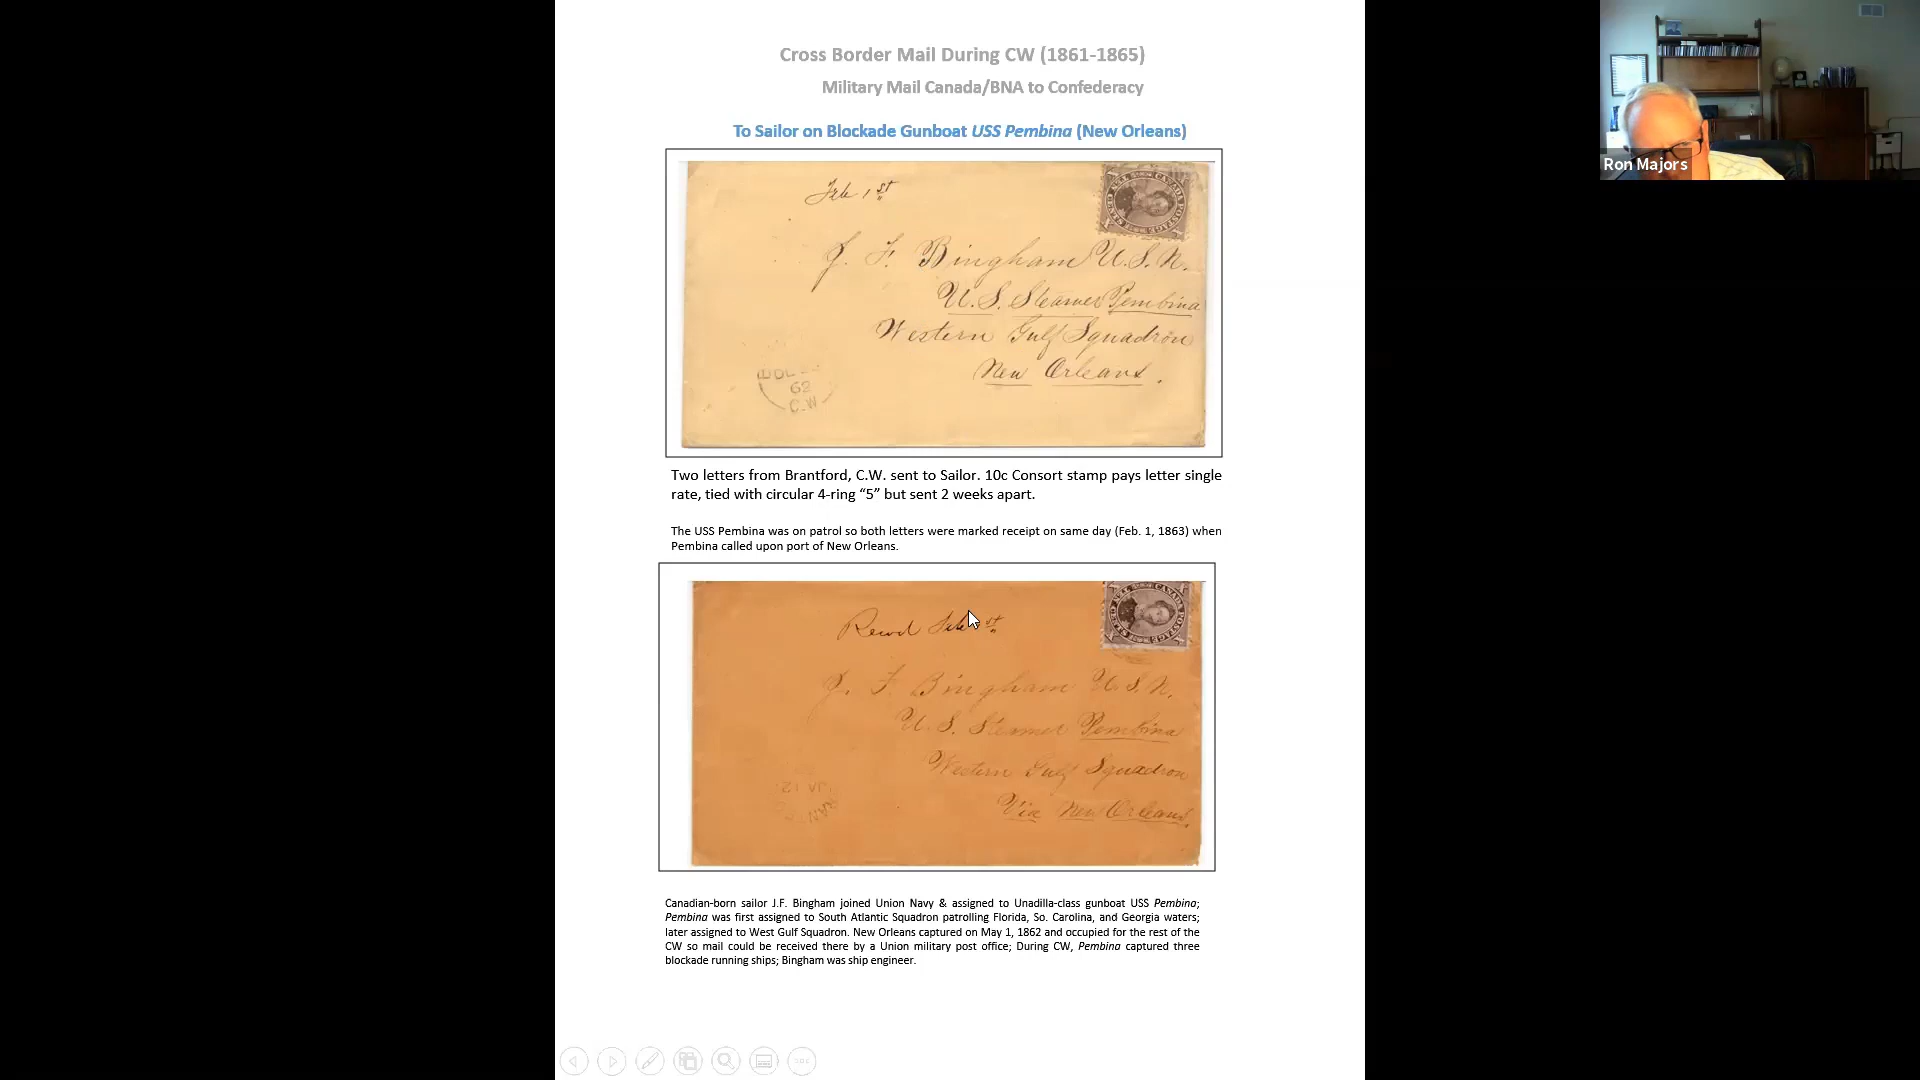 Cross Border Mail During CW (1861-1865)
Military Mail Canada/BNA to Confederacy
To Sailor on Blockade Gunboat USS Pembina (New Orleans)
Feb 1st
CANADA POSTAGE
J. F. Bingham U.S.N.
U.S. Steamer Pembina
Western Gulf Squadron
New Orleans.
62
C.W
Two letters from Brantford, C.W. sent to Sailor. 10c Consort stamp pays letter single
rate, tied with circular 4-ring “5” but sent 2 weeks apart.
The USS Pembina was on patrol so both letters were marked receipt on same day (Feb. 1, 1863) when
Pembina called upon port of New Orleans.
CANADA POSTAGE
J. F. Bingham U.S.N.
U.S. Steamer Pembina
Western Gulf Squadron
Via New Orleans.
JA 12
Canadian-born sailor J.F. Bingham joined Union Navy & assigned to Unadilla-class gunboat USS Pembina;
Pembina was first assigned to South Atlantic Squadron patrolling Florida, So. Carolina, and Georgia waters;
later assigned to West Gulf Squadron. New Orleans captured on May 1, 1862 and occupied for the rest of the
CW so mail could be received there by a Union military post office; During CW, Pembina captured three
blockade running ships; Bingham was ship engineer.
Ron Majors